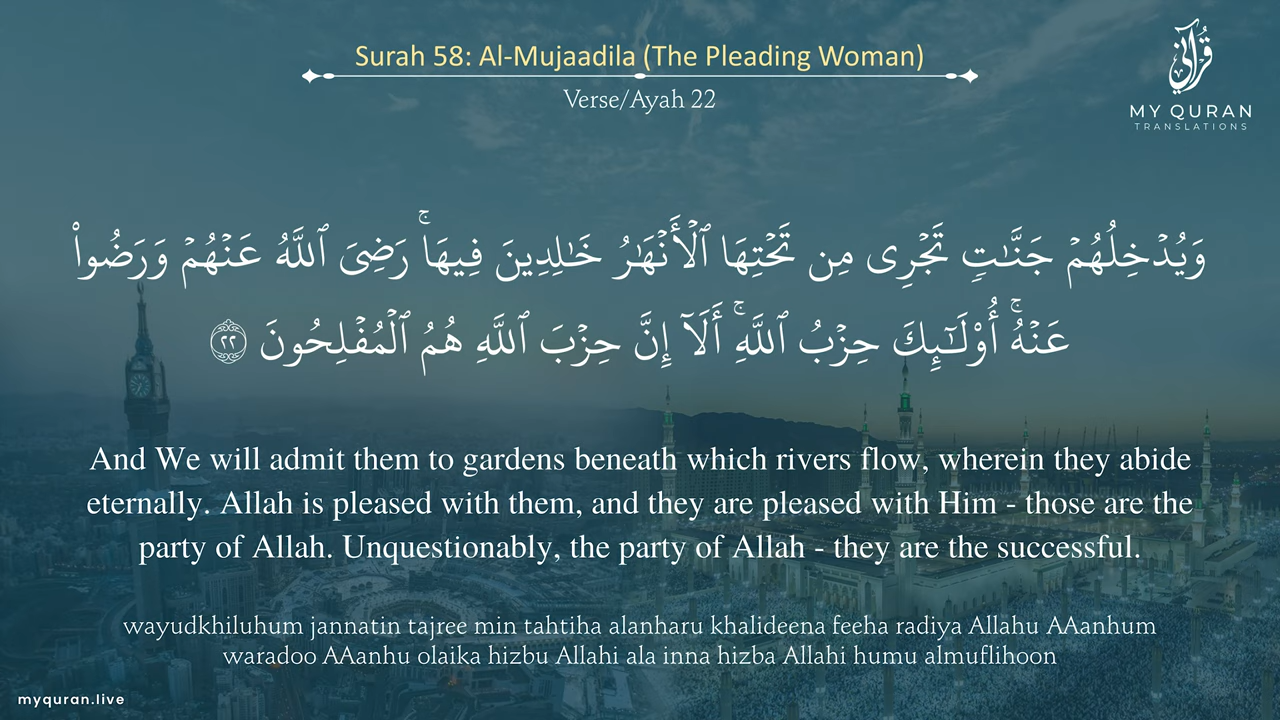 Surah 58: Al-Mujaadila (The Pleading Woman)
Verse/Ayah 22
قرآني
MY QURAN
TRANSLATIONS
وَيُدْخِلُهُمْ جَنَّـٰتٍ تَجْرِى مِن تَحْتِهَا ٱلْأَنْهَـٰرُ خَـٰلِدِينَ فِيهَا ۚ رَضِىَ ٱللَّهُ عَنْهُمْ وَرَضُوا۟
عَنْهُ ۚ أُو۟لَـٰٓئِكَ حِزْبُ ٱللَّهِ ۚ أَلَآ إِنَّ حِزْبَ ٱللَّهِ هُمُ ٱلْمُفْلِحُونَ ٢٢
And We will admit them to gardens beneath which rivers flow, wherein they abide
eternally. Allah is pleased with them, and they are pleased with Him - those are the
party of Allah. Unquestionably, the party of Allah - they are the successful.
wayudkhiluhum jannatin tajree min tahtiha alanharu khalideena feeha radiya Allahu AAanhum
waradoo AAanhu olaika hizbu Allahi ala inna hizba Allahi humu almuflihoon
myquran.live